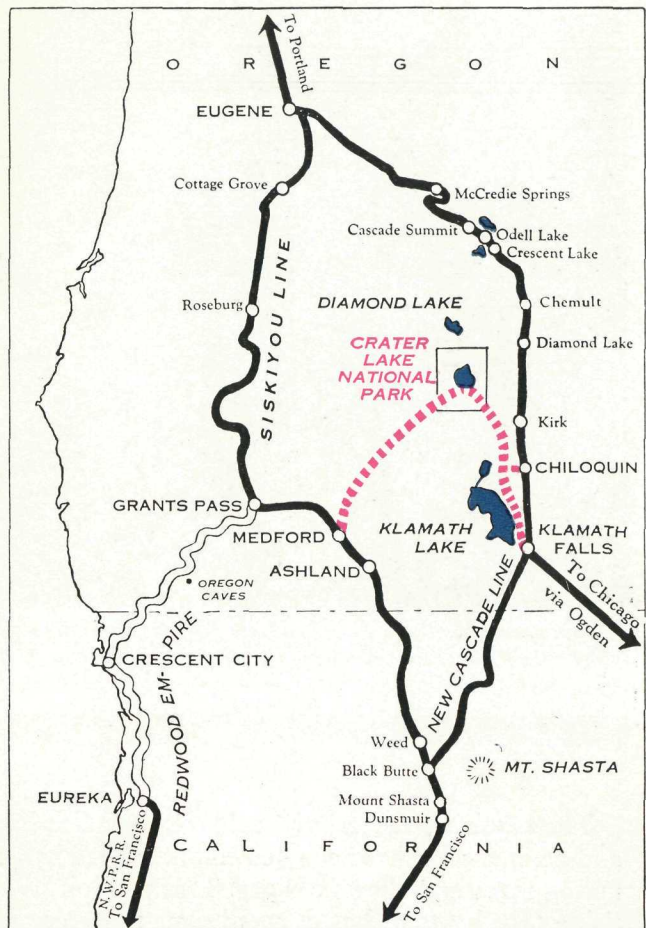 To Portland
O R E G O N
EUGENE
Cottage Grove
McCredie Springs
Cascade Summit
Odell Lake
Crescent Lake
Roseburg
SISKIYOU LINE
DIAMOND LAKE
Chemult
CRATER
LAKE
NATIONAL
PARK
Diamond Lake
Kirk
CHILOQUIN
GRANTS PASS
MEDFORD
KLAMATH
LAKE
KLAMATH
FALLS
ASHLAND
OREGON
CAVES
To Chicago
via Ogden
NEW CASCADE LINE
CRESCENT CITY
REDWOOD EM- PIRE
Weed
Black Butte
MT. SHASTA
EUREKA
Mount Shasta
Dunsmuir
N.W.P.R.R.
To San Francisco
C A L I F O R N I A
To San Francisco